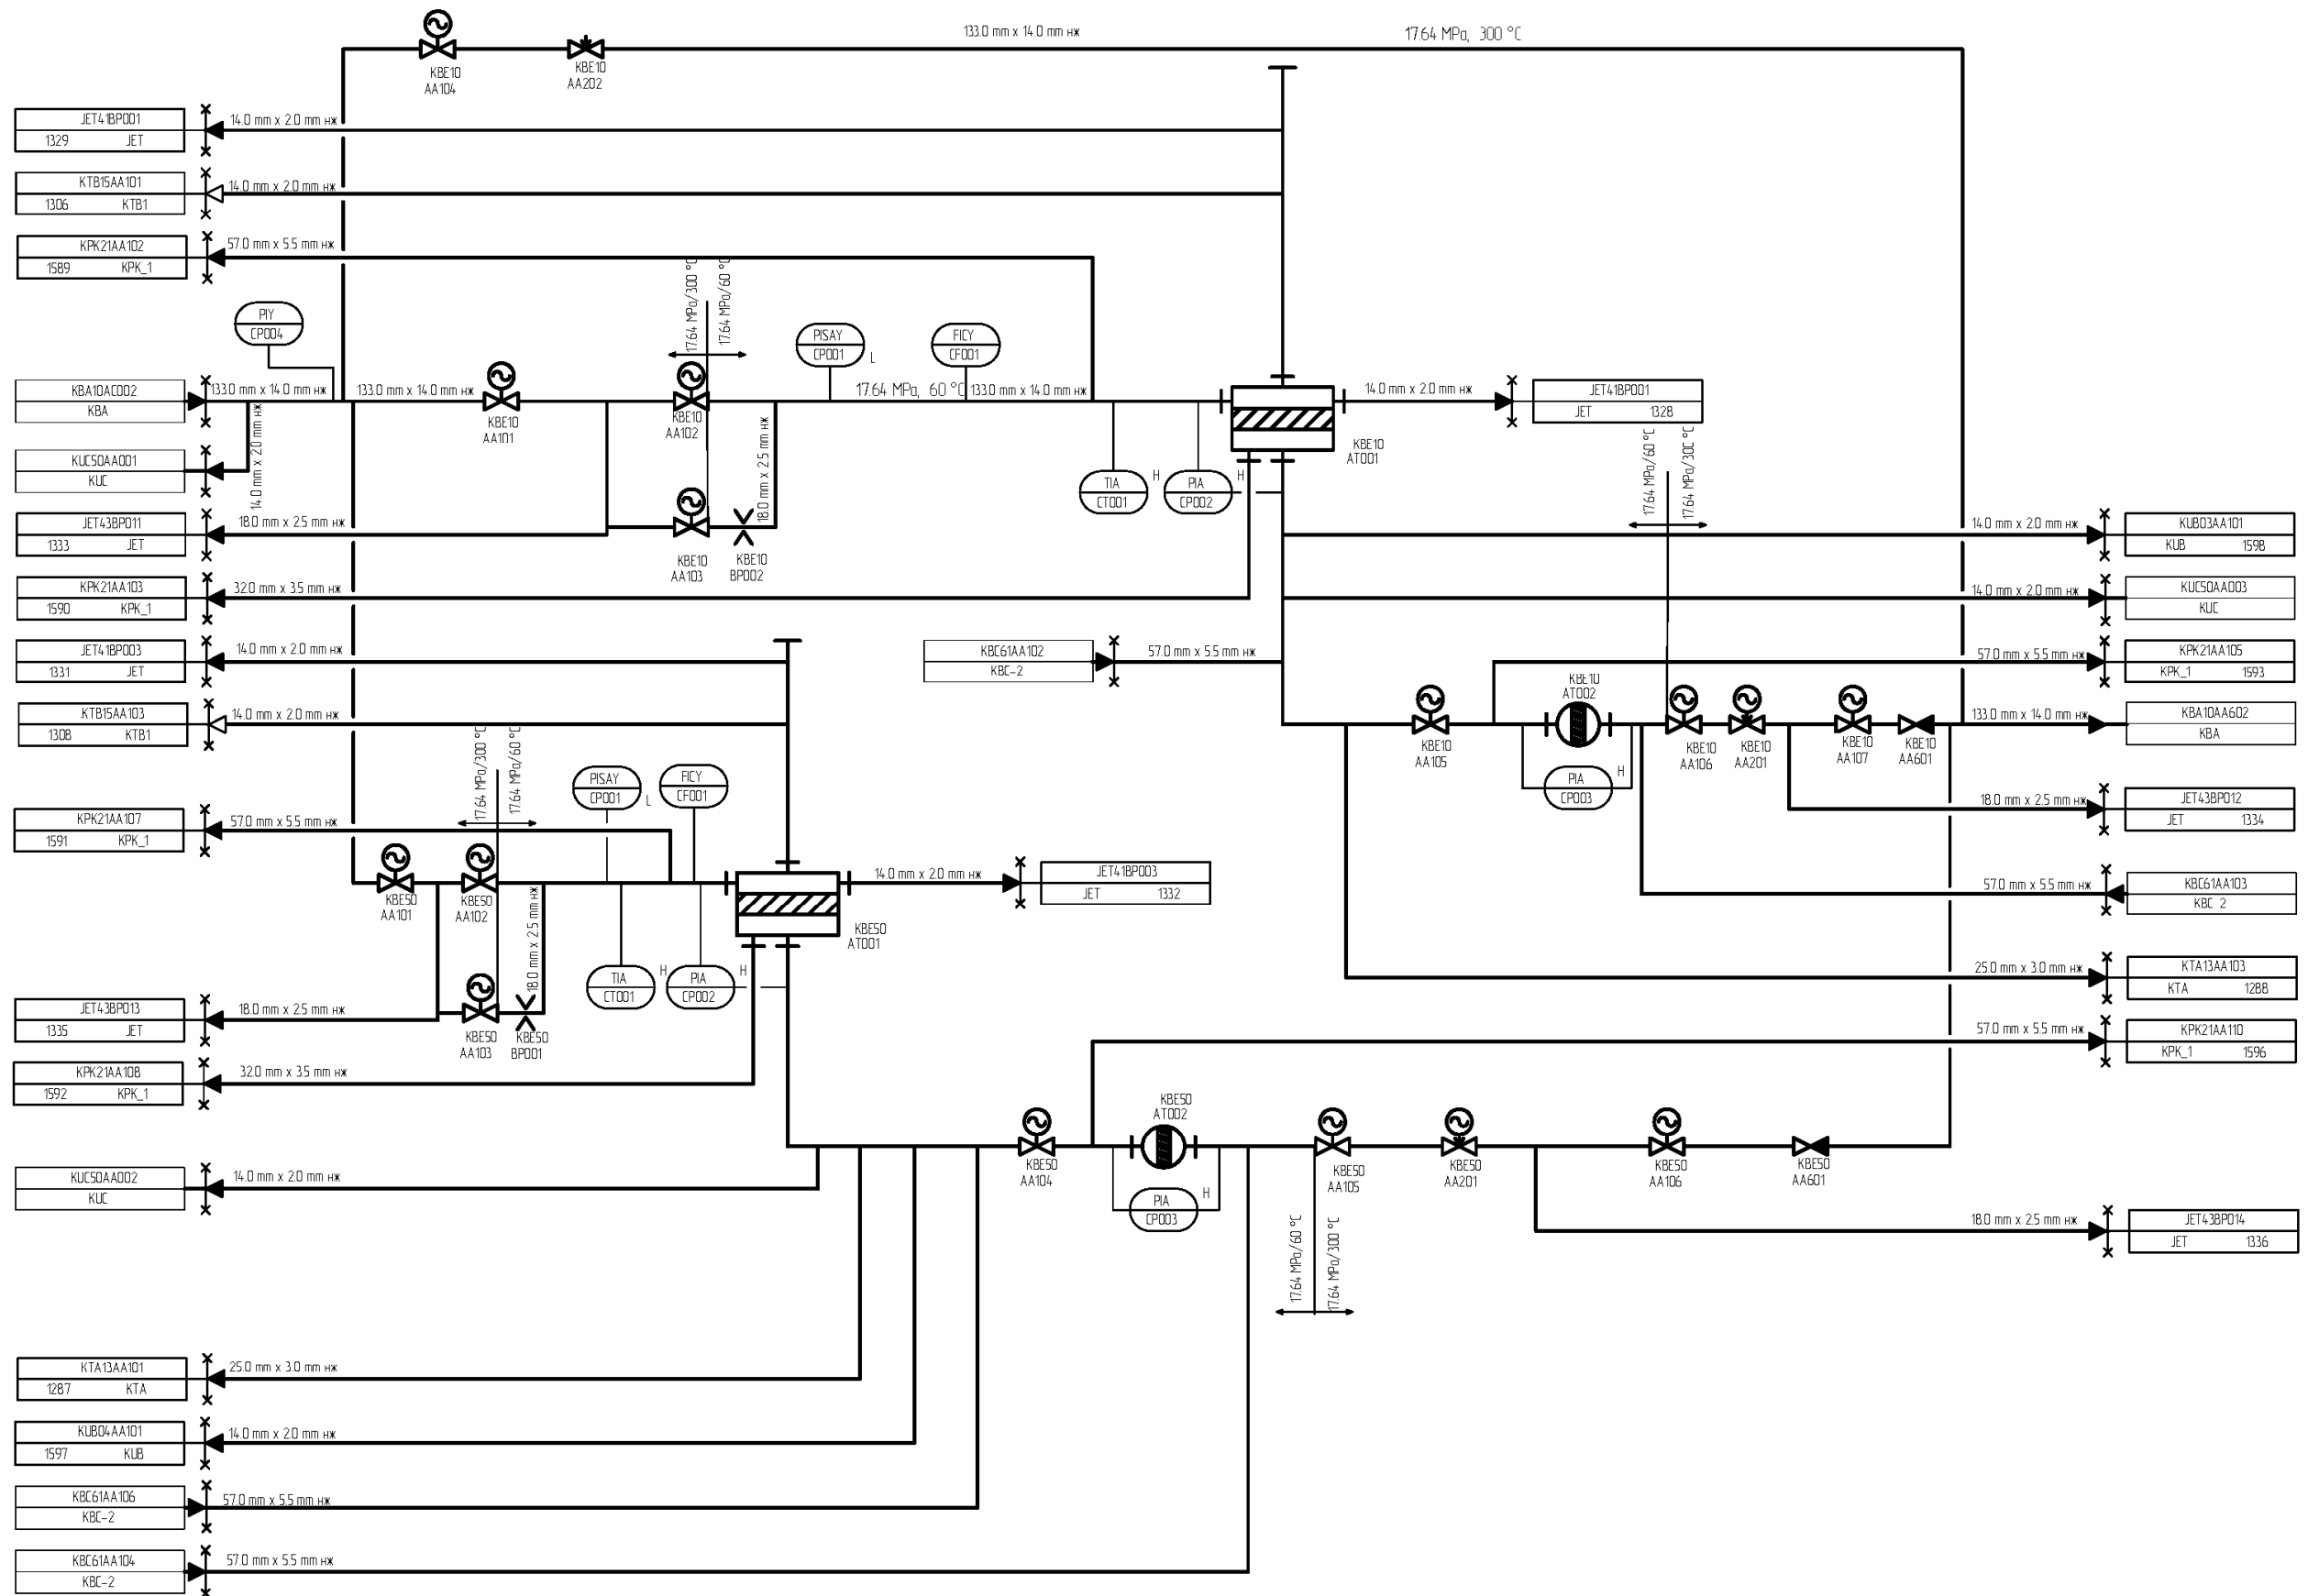 133.0 mm x 14.0 mm нж
17.64 MPa, 300 °C
KBE10
AA104
KBE10
AA202
JET41BP001
1329 JET
14.0 mm x 2.0 mm нж
KTB15AA101
1306 KTB1
14.0 mm x 2.0 mm нж
KPK21AA102
1589 KPK_1
57.0 mm x 5.5 mm нж
17.64 MPa/300 °C
17.64 MPa/60 °C
PIY
CP004
PISAY
CP001
L
FICY
CF001
KBA10AC002
KBA
133.0 mm x 14.0 mm нж
133.0 mm x 14.0 mm нж
KBE10
AA101
KBE10
AA102
17.64 MPa, 60 °C
133.0 mm x 14.0 mm нж
14.0 mm x 2.0 mm нж
JET41BP001
JET 1328
KBE10
AT001
KUC50AA001
KUC
14.0 mm x 2.0 mm нж
18.0 mm x 2.5 mm нж
TIA
CT001
H
PIA
CP002
H
17.64 MPa/60 °C
17.64 MPa/300 °C
JET43BP011
1333 JET
18.0 mm x 2.5 mm нж
KBE10
AA103
KBE10
BP002
14.0 mm x 2.0 mm нж
KUB03AA101
KUB 1598
KPK21AA103
1590 KPK_1
32.0 mm x 3.5 mm нж
14.0 mm x 2.0 mm нж
KUC50AA003
KUC
JET41BP003
1331 JET
14.0 mm x 2.0 mm нж
KBC61AA102
KBC-2
57.0 mm x 5.5 mm нж
57.0 mm x 5.5 mm нж
KPK21AA105
KPK_1 1593
KBE10
AT002
KTB15AA103
1308 KTB1
14.0 mm x 2.0 mm нж
KBE10
AA105
KBE10
AA106
KBE10
AA201
KBE10
AA107
KBE10
AA601
133.0 mm x 14.0 mm нж
KBA10AA602
KBA
17.64 MPa/300 °C
17.64 MPa/60 °C
PISAY
CP001
L
FICY
CF001
PIA
CP003
H
KPK21AA107
1591 KPK_1
57.0 mm x 5.5 mm нж
18.0 mm x 2.5 mm нж
JET43BP012
JET 1334
KBE50
AA101
KBE50
AA102
14.0 mm x 2.0 mm нж
JET41BP003
JET 1332
57.0 mm x 5.5 mm нж
KBC61AA103
KBC 2
KBE50
AT001
18.0 mm x 2.5 mm нж
TIA
CT001
H
PIA
CP002
H
25.0 mm x 3.0 mm нж
KTA13AA103
KTA 1288
JET43BP013
1335 JET
18.0 mm x 2.5 mm нж
KBE50
AA103
KBE50
BP001
57.0 mm x 5.5 mm нж
KPK21AA110
KPK_1 1596
KPK21AA108
1592 KPK_1
32.0 mm x 3.5 mm нж
KBE50
AT002
KUC50AA002
KUC
14.0 mm x 2.0 mm нж
KBE50
AA104
KBE50
AA105
KBE50
AA201
KBE50
AA106
KBE50
AA601
PIA
CP003
H
17.64 MPa/60 °C
17.64 MPa/300 °C
18.0 mm x 2.5 mm нж
JET43BP014
JET 1336
KTA13AA101
1287 KTA
25.0 mm x 3.0 mm нж
KUB04AA101
1597 KUB
14.0 mm x 2.0 mm нж
KBC61AA106
KBC-2
57.0 mm x 5.5 mm нж
KBC61AA104
KBC-2
57.0 mm x 5.5 mm нж